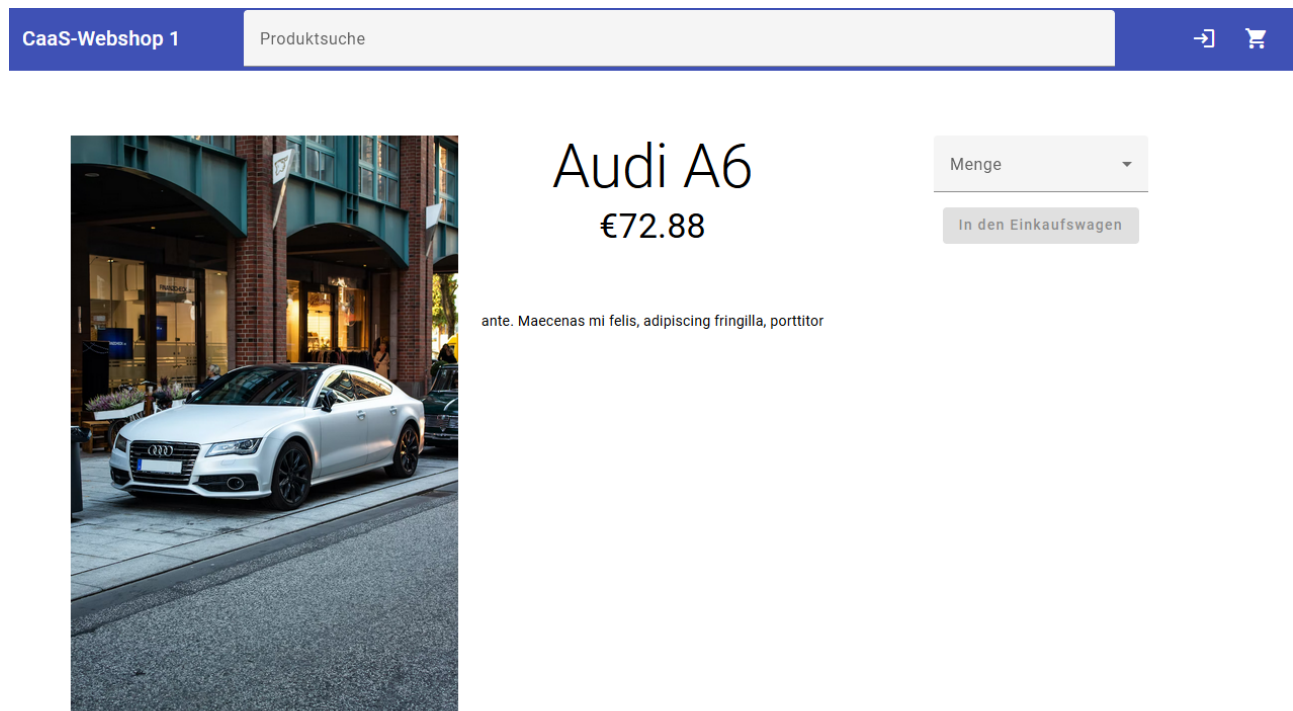 CaaS-Webshop 1
Produktsuche
Audi A6
€72.88
Menge
In den Einkaufswagen
ante. Maecenas mi felis, adipiscing fringilla, porttitor